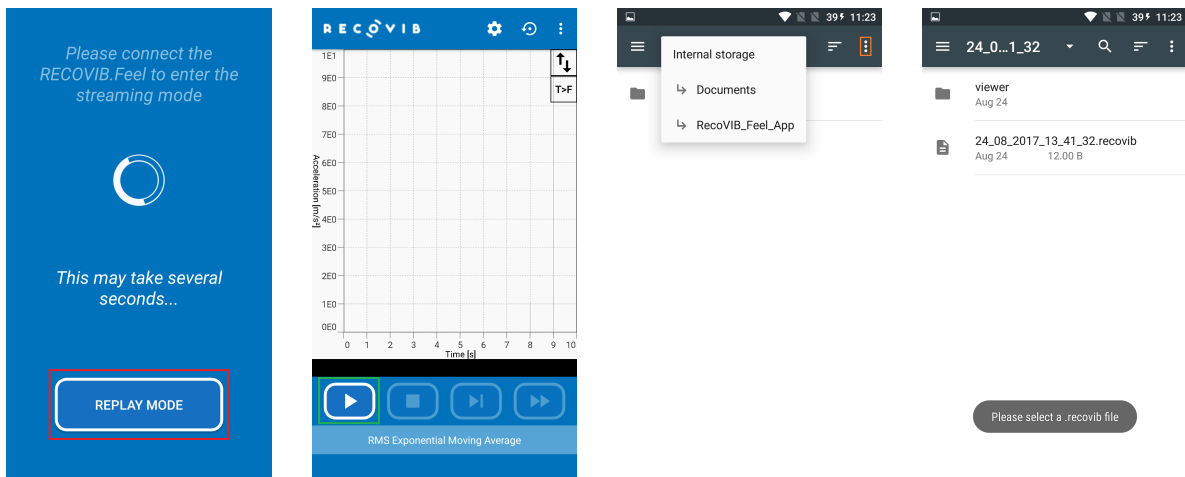 Please connect the
RECOVIB.Feel to enter the
streaming mode
This may take several
seconds...
REPLAY MODE
RECOVIB
1E1
9E0
8E0
7E0
6E0
5E0
4E0
3E0
2E0
1E0
0E0
Acceleration [m/s²]
T>F
0 1 2 3 4 5 6 7 8 9 10
Time [s]
RMS Exponential Moving Average
39 11:23
Internal storage
Documents
RecoVIB_Feel_App
39 11:23
24_0...1_32
viewer
Aug 24
24_08_2017_13_41_32.recovib
Aug 24 12.00 B
Please select a .recovib file